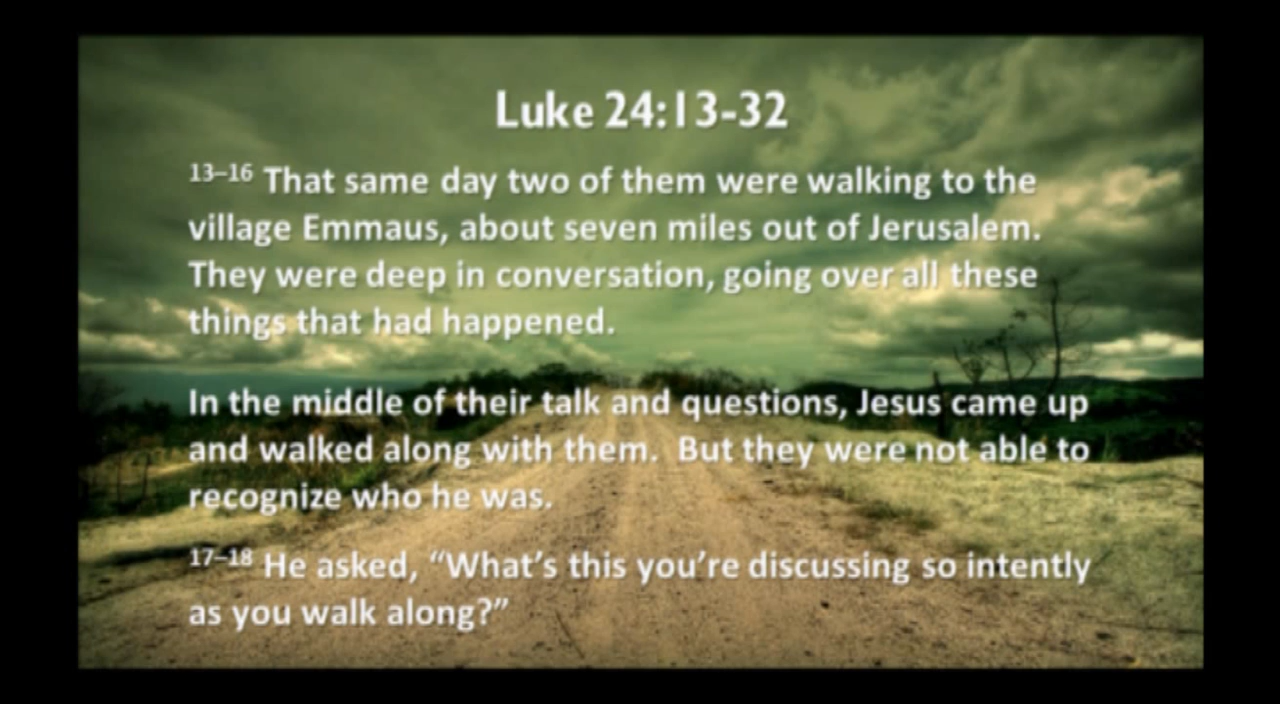 Luke 24:13-32
13–16 That same day two of them were walking to the
village Emmaus, about seven miles out of Jerusalem.
They were deep in conversation, going over all these
things that had happened.
In the middle of their talk and questions, Jesus came up
and walked along with them.  But they were not able to
recognize who he was.
17–18 He asked, “What’s this you’re discussing so intently
as you walk along?”